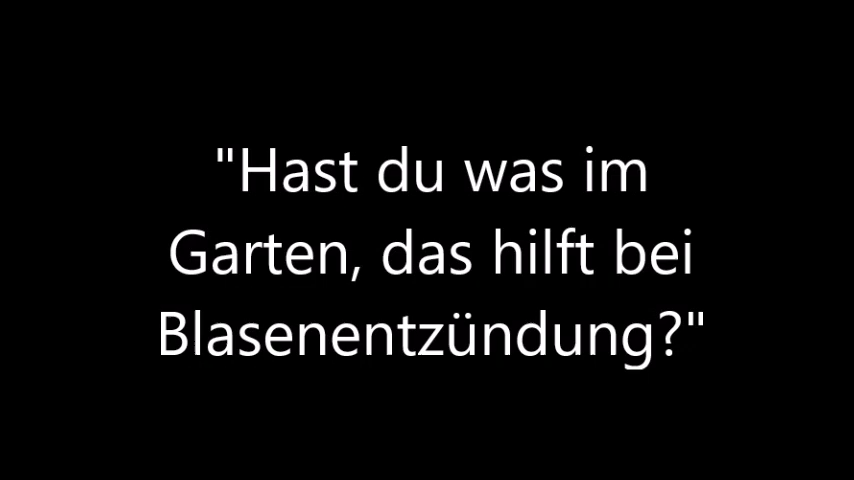 "Hast du was im
Garten, das hilft bei
Blasenentzündung?"